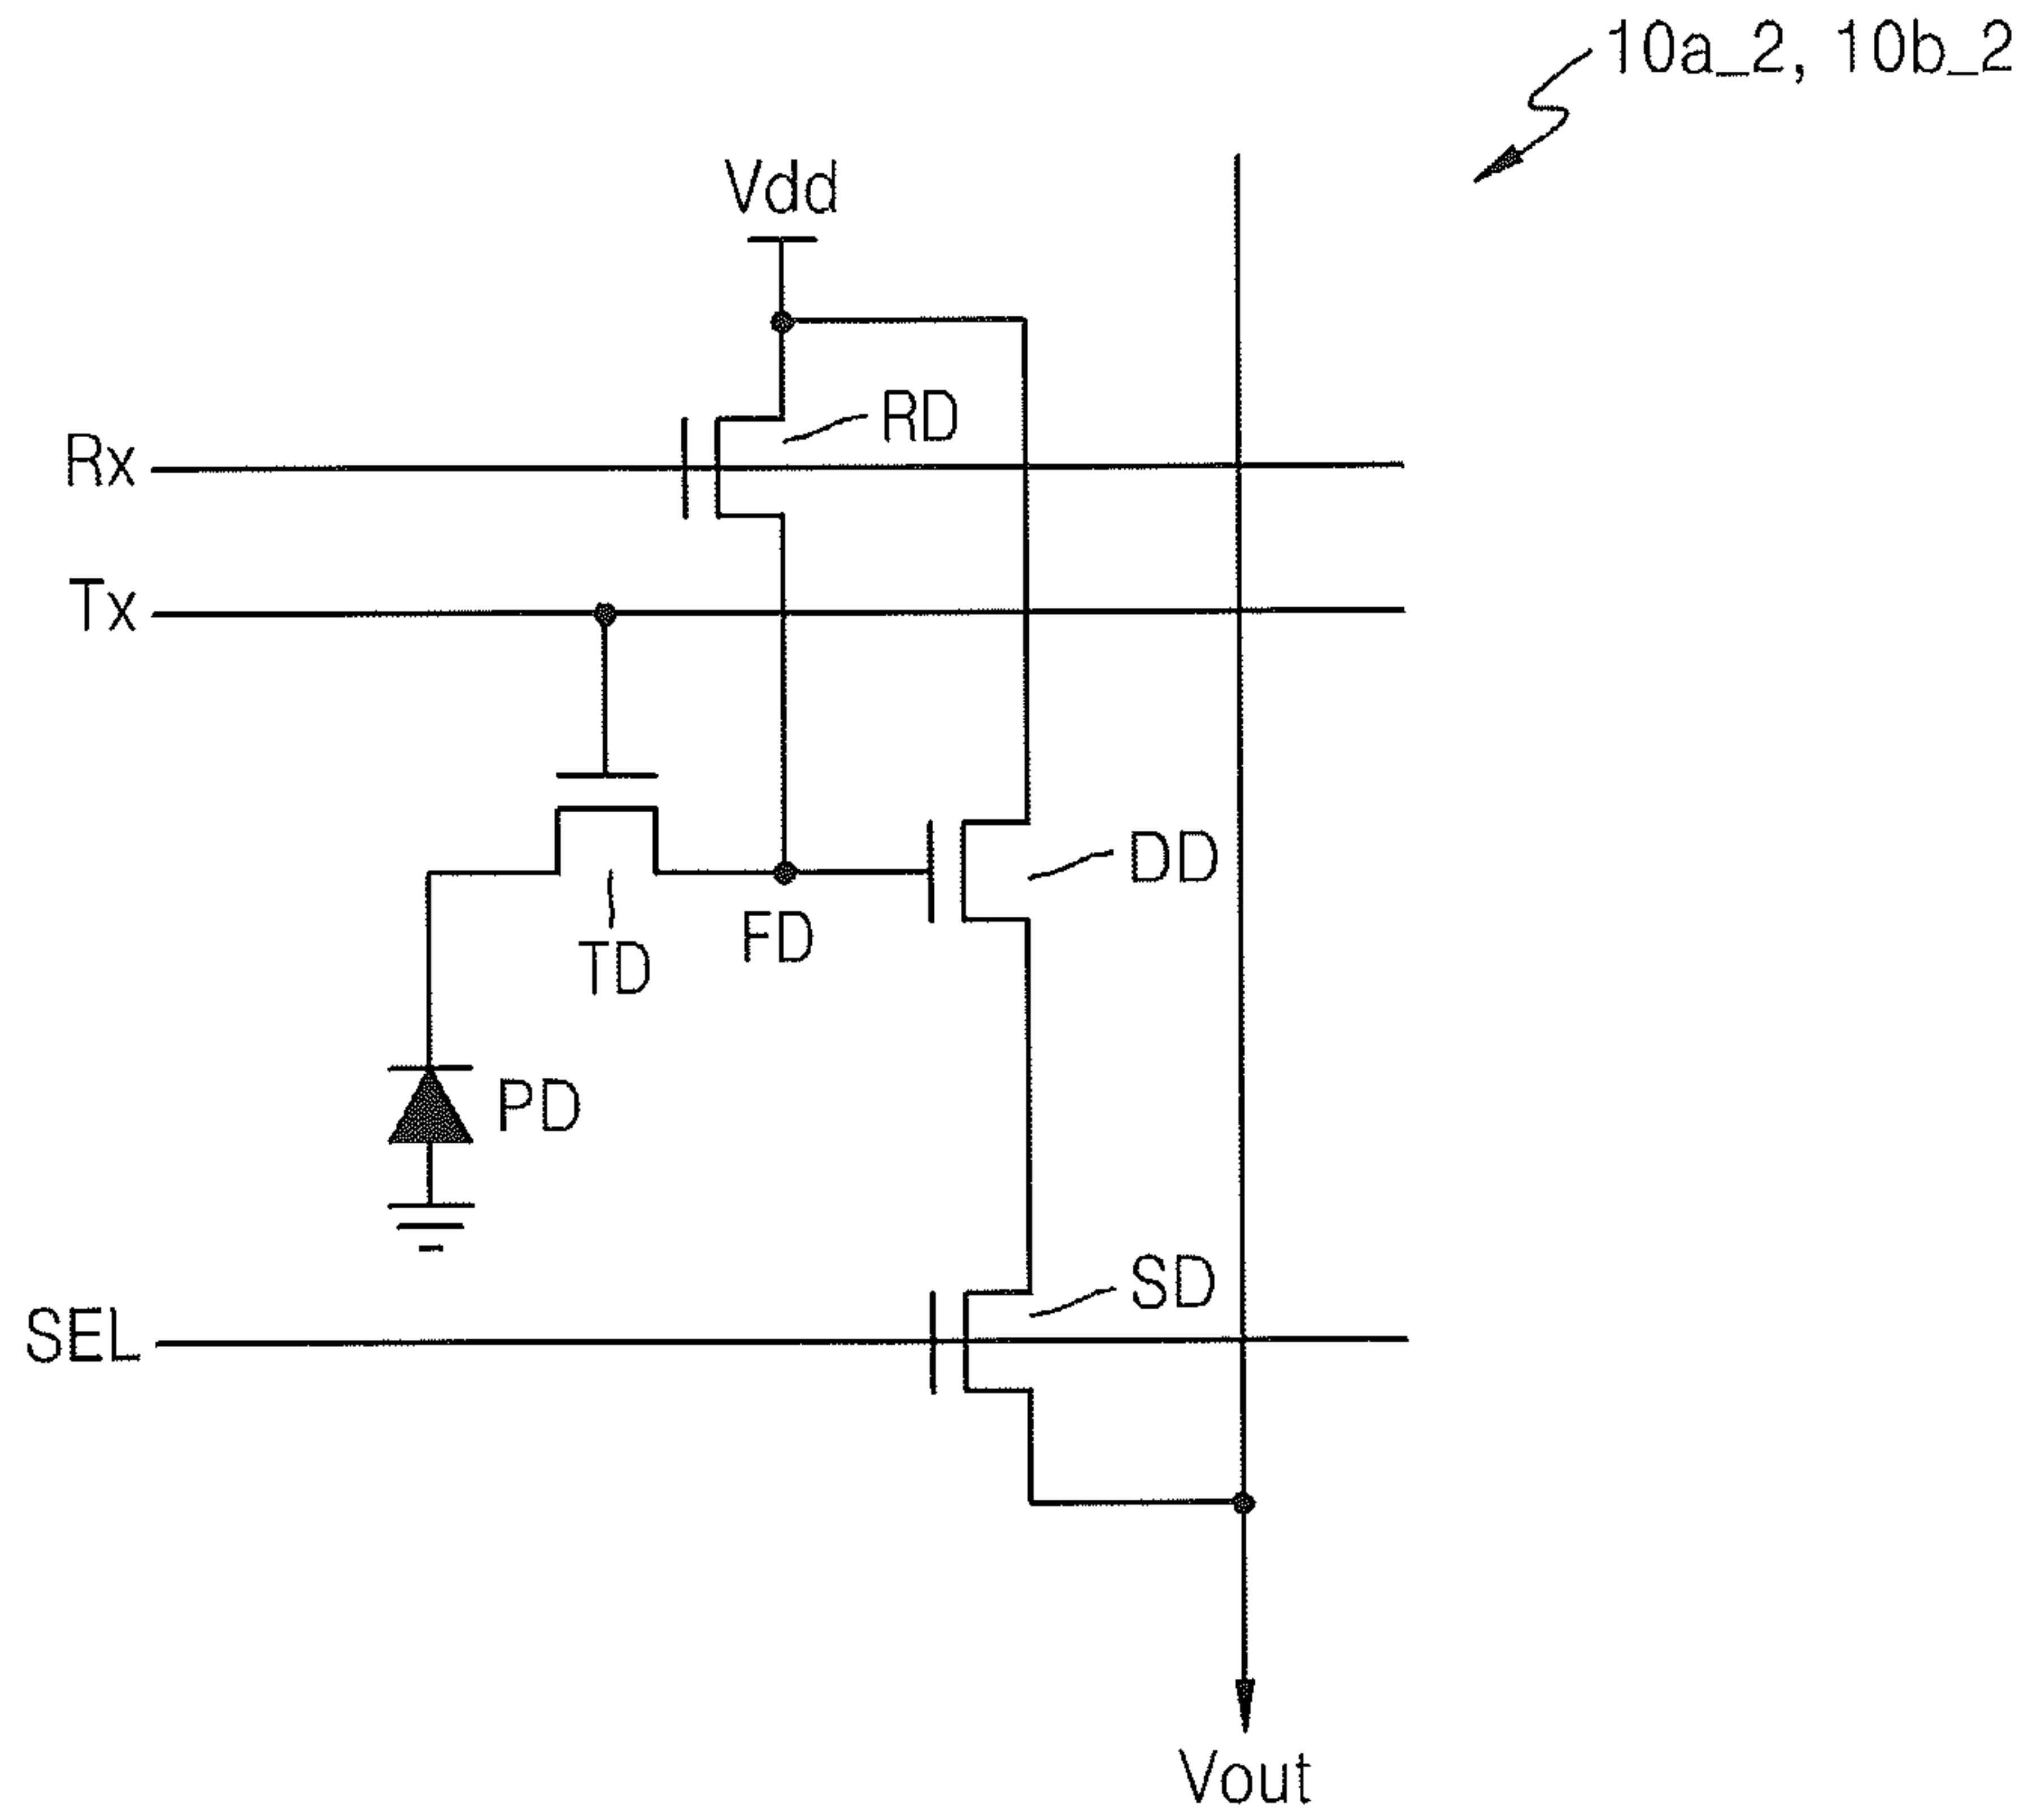 10a_2, 10b_2
Vdd
RD
Rx
Tx
DD
FD
TD
PD
SD
SEL
Vout